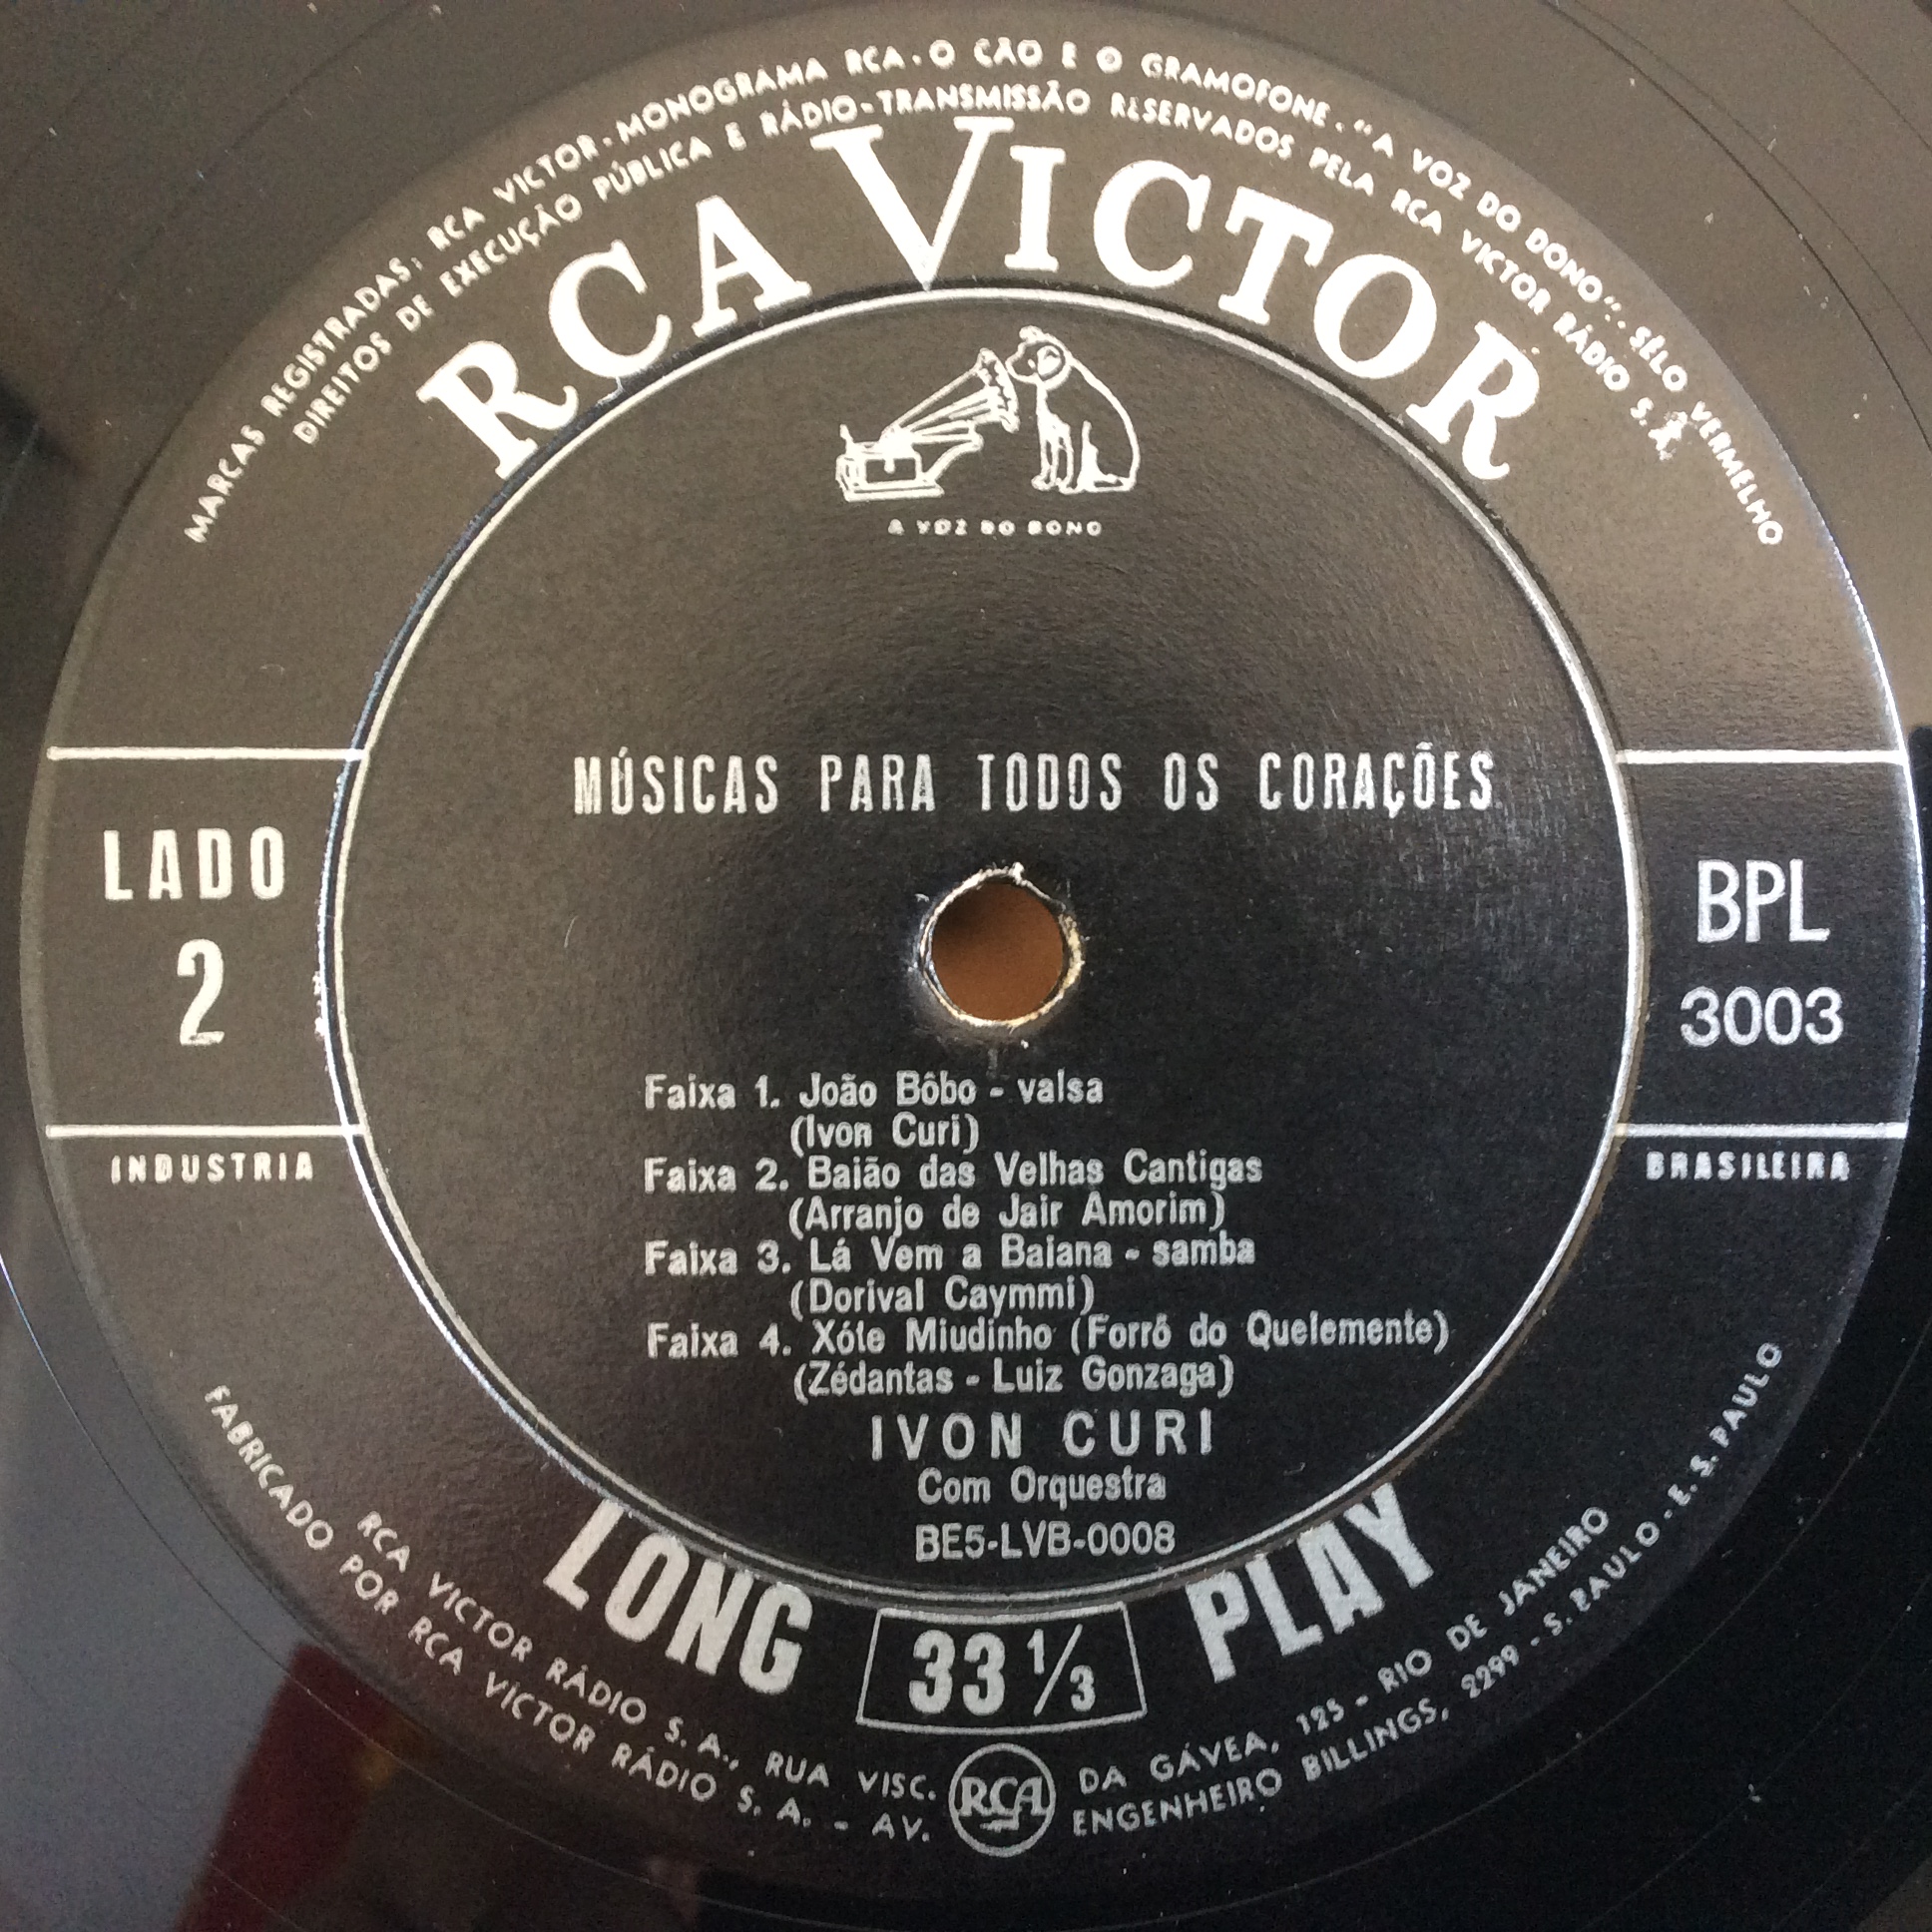 MARCAS REGISTRADAS: RCA VICTOR - MONOGRAMA RCA - O CÃO E O GRAMOFONE - "A VOZ DO DONO" - SÊLO VERMELHO
DIREITOS DE EXECUÇÃO PÚBLICA E RÁDIO-TRANSMISSÃO RESERVADOS PELA RCA VICTOR RÁDIO S.A.
RCA VICTOR
A VOZ DO DONO
MÚSICAS PARA TODOS OS CORAÇÕES
LADO
2
BPL
3003
INDUSTRIA
BRASILEIRA
Faixa 1. João Bôbo - valsa
(Ivon Curi)
Faixa 2. Baião das Velhas Cantigas
(Arranjo de Jair Amorim)
Faixa 3. Lá Vem a Baiana - samba
(Dorival Caymmi)
Faixa 4. Xóte Miudinho (Forró do Quelemente)
(Zédantas - Luiz Gonzaga)
IVON CURI
Com Orquestra
BE5-LVB-0008
LONG 33 1/3 PLAY
RCA VICTOR RÁDIO S. A., RUA VISC. DA GÁVEA, 125 - RIO DE JANEIRO
FABRICADO POR RCA VICTOR RÁDIO S. A. - AV. ENGENHEIRO BILLINGS, 2299 - S. PAULO - E. S. PAULO
RCA